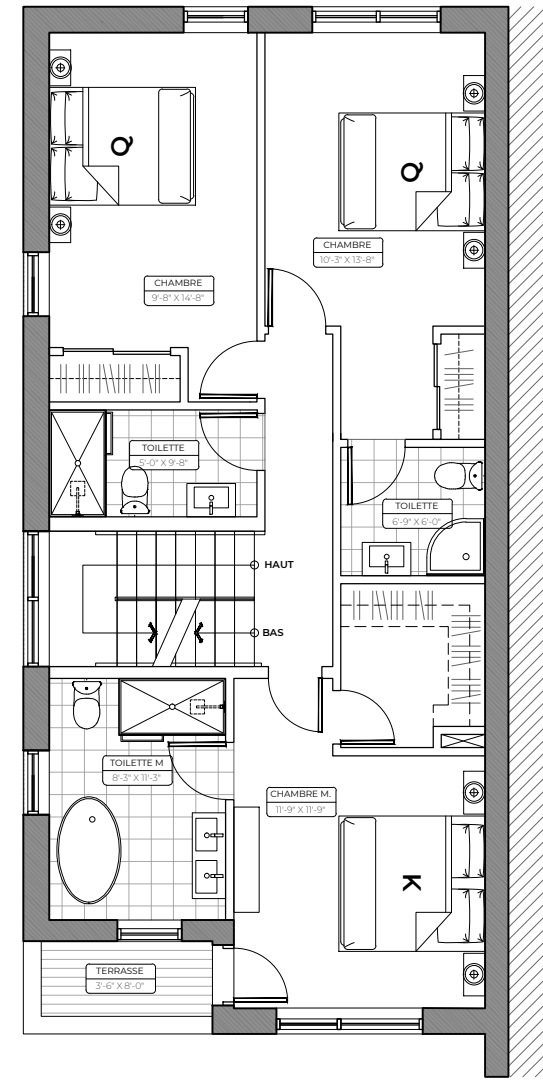 Q
Q
CHAMBRE
10'-3" X 13'-8"
CHAMBRE
9'-8" X 14'-8"
TOILETTE
5'-0" X 9'-8"
TOILETTE
6'-9" X 6'-0"
HAUT
BAS
TOILETTE M
8'-3" X 11'-3"
CHAMBRE M.
11'-9" X 11'-9"
K
TERRASSE
3'-6" X 8'-0"